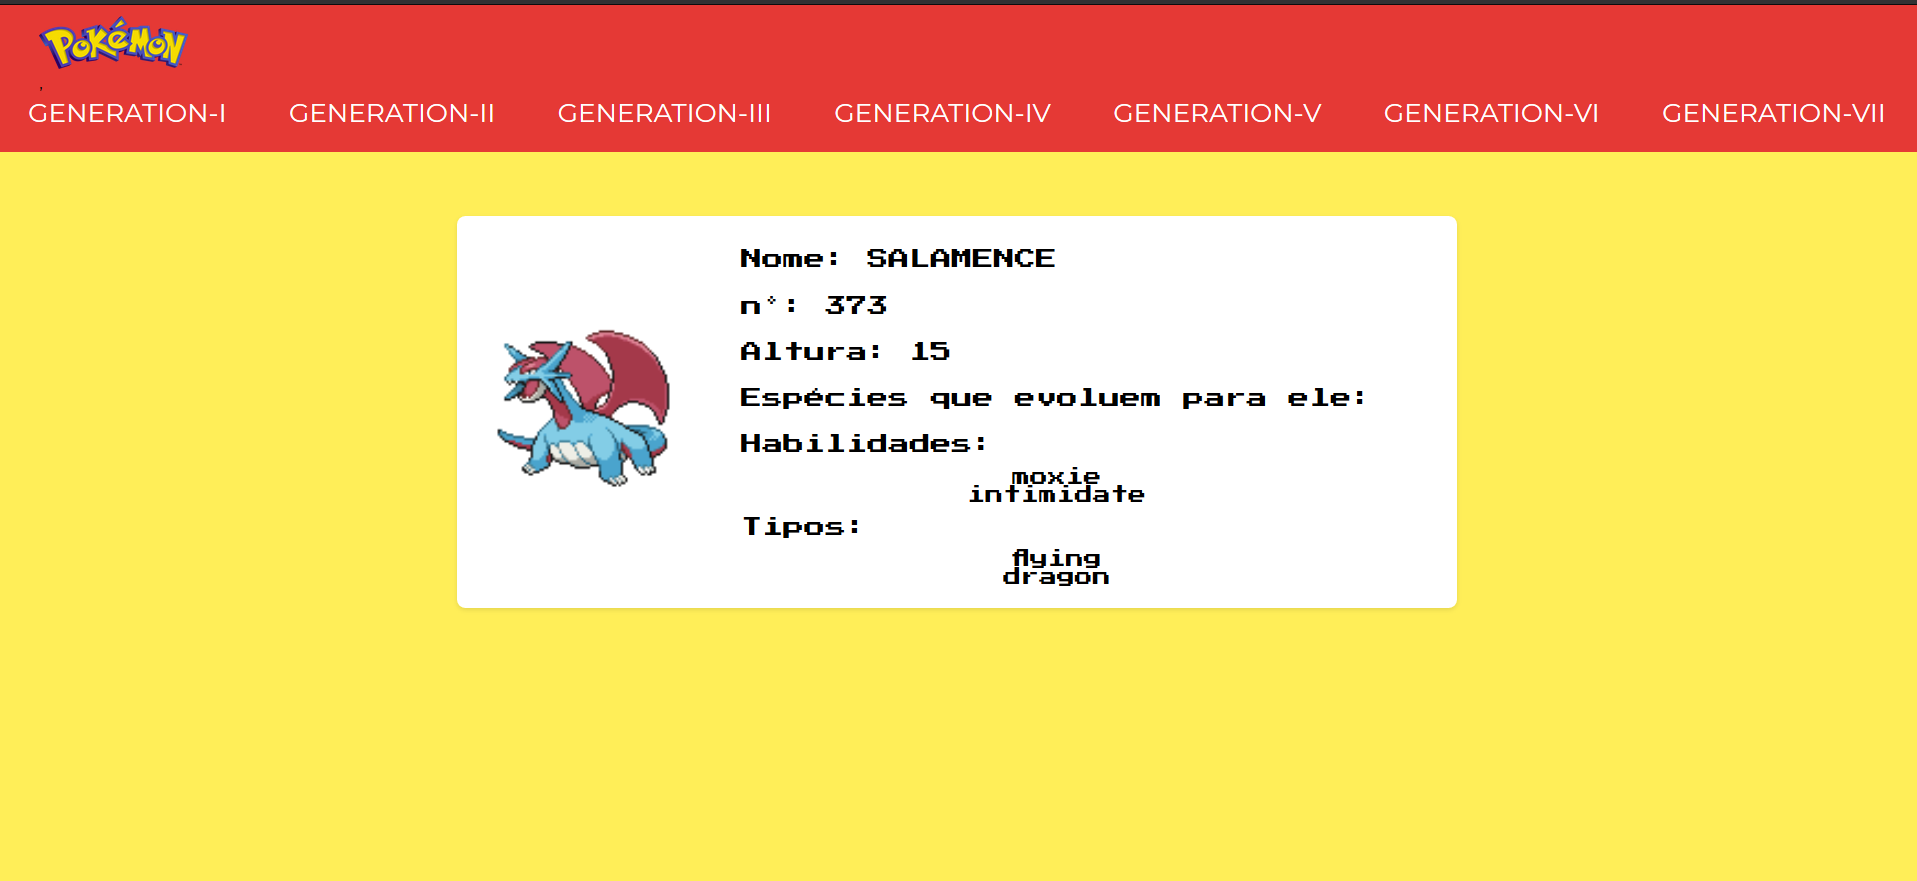 POKéMON
,
GENERATION-I GENERATION-II GENERATION-III GENERATION-IV GENERATION-V GENERATION-VI GENERATION-VII
Nome: SALAMENCE
n°: 373
Altura: 15
Espécies que evoluem para ele:
Habilidades:
moxie
intimidate
Tipos:
flying
dragon